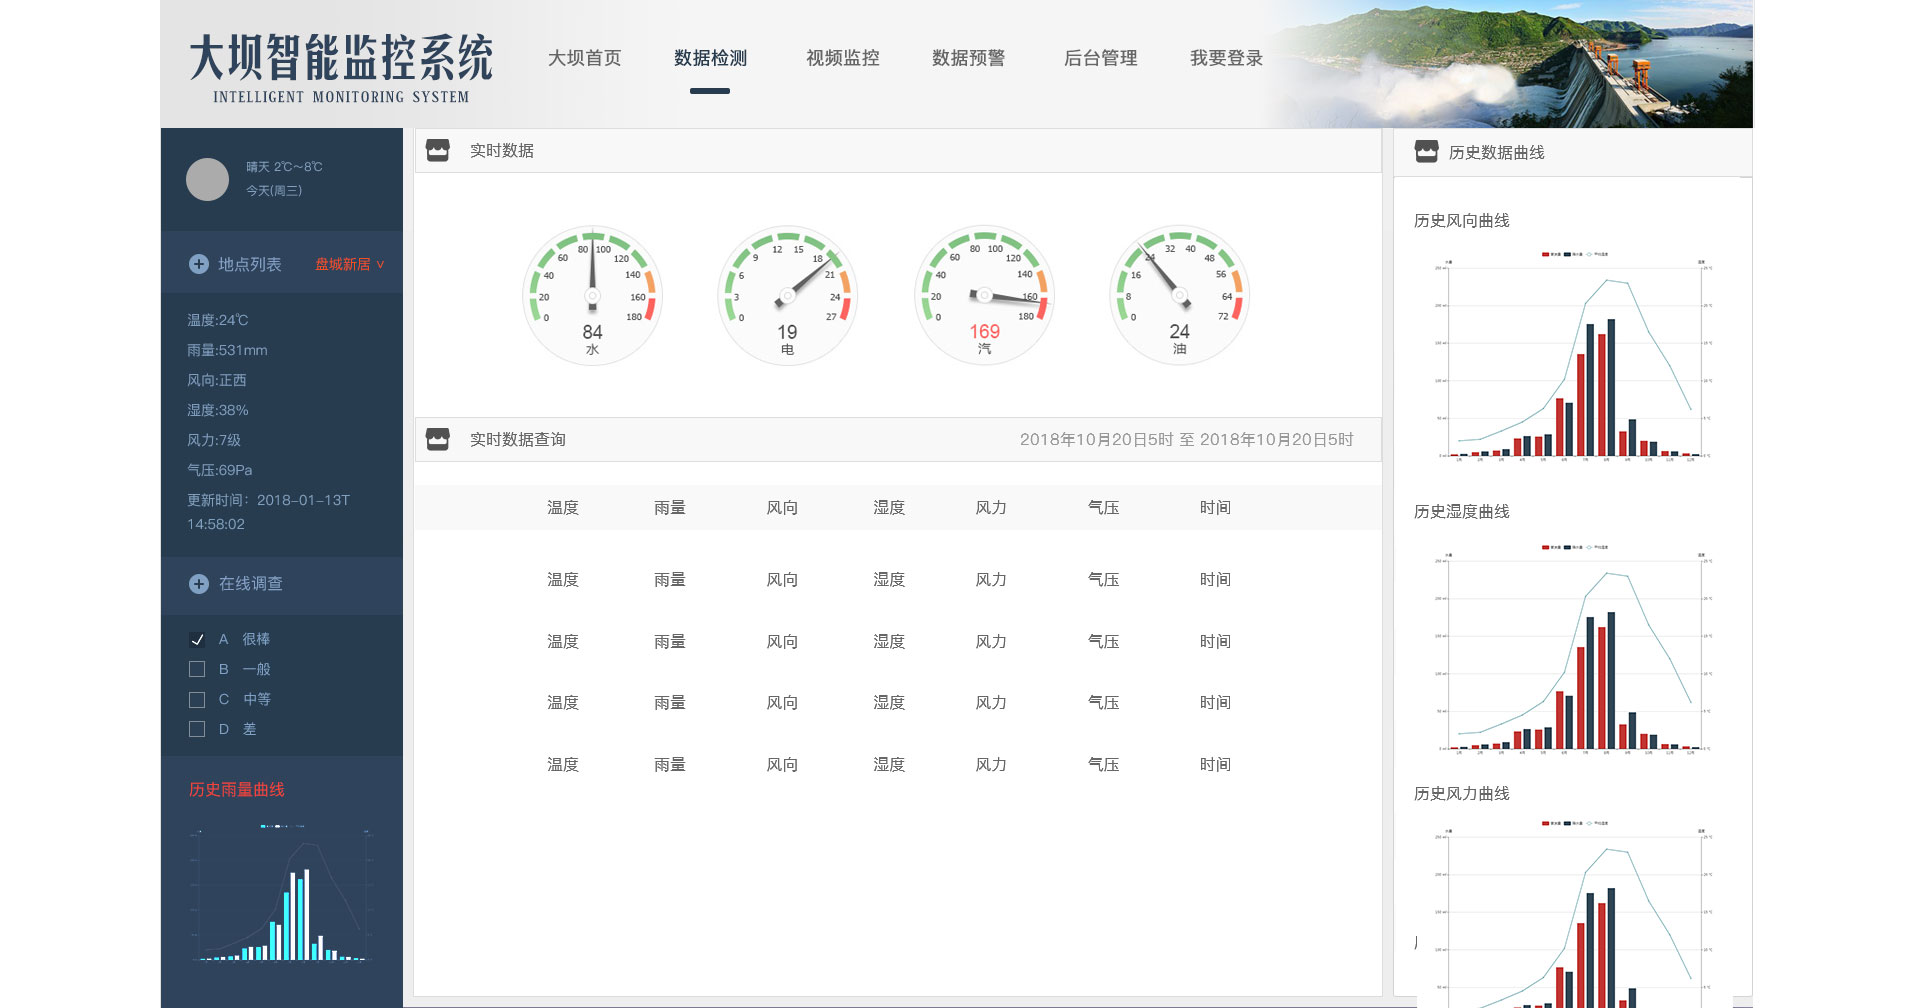 大坝智能监控系统
INTELLIGENT MONITORING SYSTEM
大坝首页 数据检测 视频监控 数据预警 后台管理 我要登录
晴天 2℃～8℃
今天(周三)
地点列表 盘城新居 ∨
温度:24℃
雨量:531mm
风向:正西
湿度:38%
风力:7级
气压:69Pa
更新时间：2018-01-13T
14:58:02
在线调查
A 很棒
B 一般
C 中等
D 差
历史雨量曲线
实时数据
0 20 40 60 80 100 120 140 160 180
84
水
0 3 6 9 12 15 18 21 24 27
19
电
0 20 40 60 80 100 120 140 160 180
169
汽
0 8 16 24 32 40 48 56 64 72
24
油
实时数据查询 2018年10月20日5时 至 2018年10月20日5时
温度 雨量 风向 湿度 风力 气压 时间
温度 雨量 风向 湿度 风力 气压 时间
温度 雨量 风向 湿度 风力 气压 时间
温度 雨量 风向 湿度 风力 气压 时间
温度 雨量 风向 湿度 风力 气压 时间
历史数据曲线
历史风向曲线
历史湿度曲线
历史风力曲线